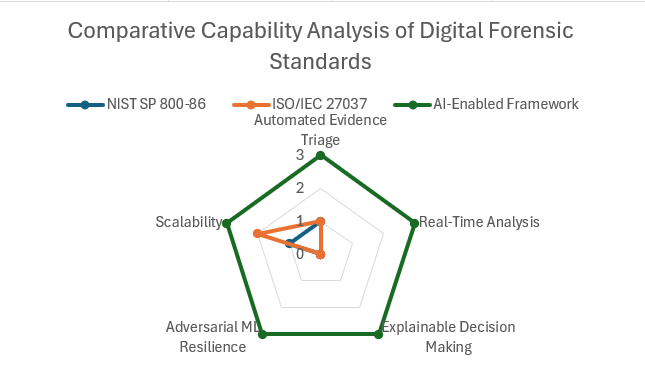 Comparative Capability Analysis of Digital Forensic
Standards
NIST SP 800-86
ISO/IEC 27037
AI-Enabled Framework
Automated Evidence
Triage
3
2
1
0
Scalability
Real-Time Analysis
Adversarial ML
Resilience
Explainable Decision
Making